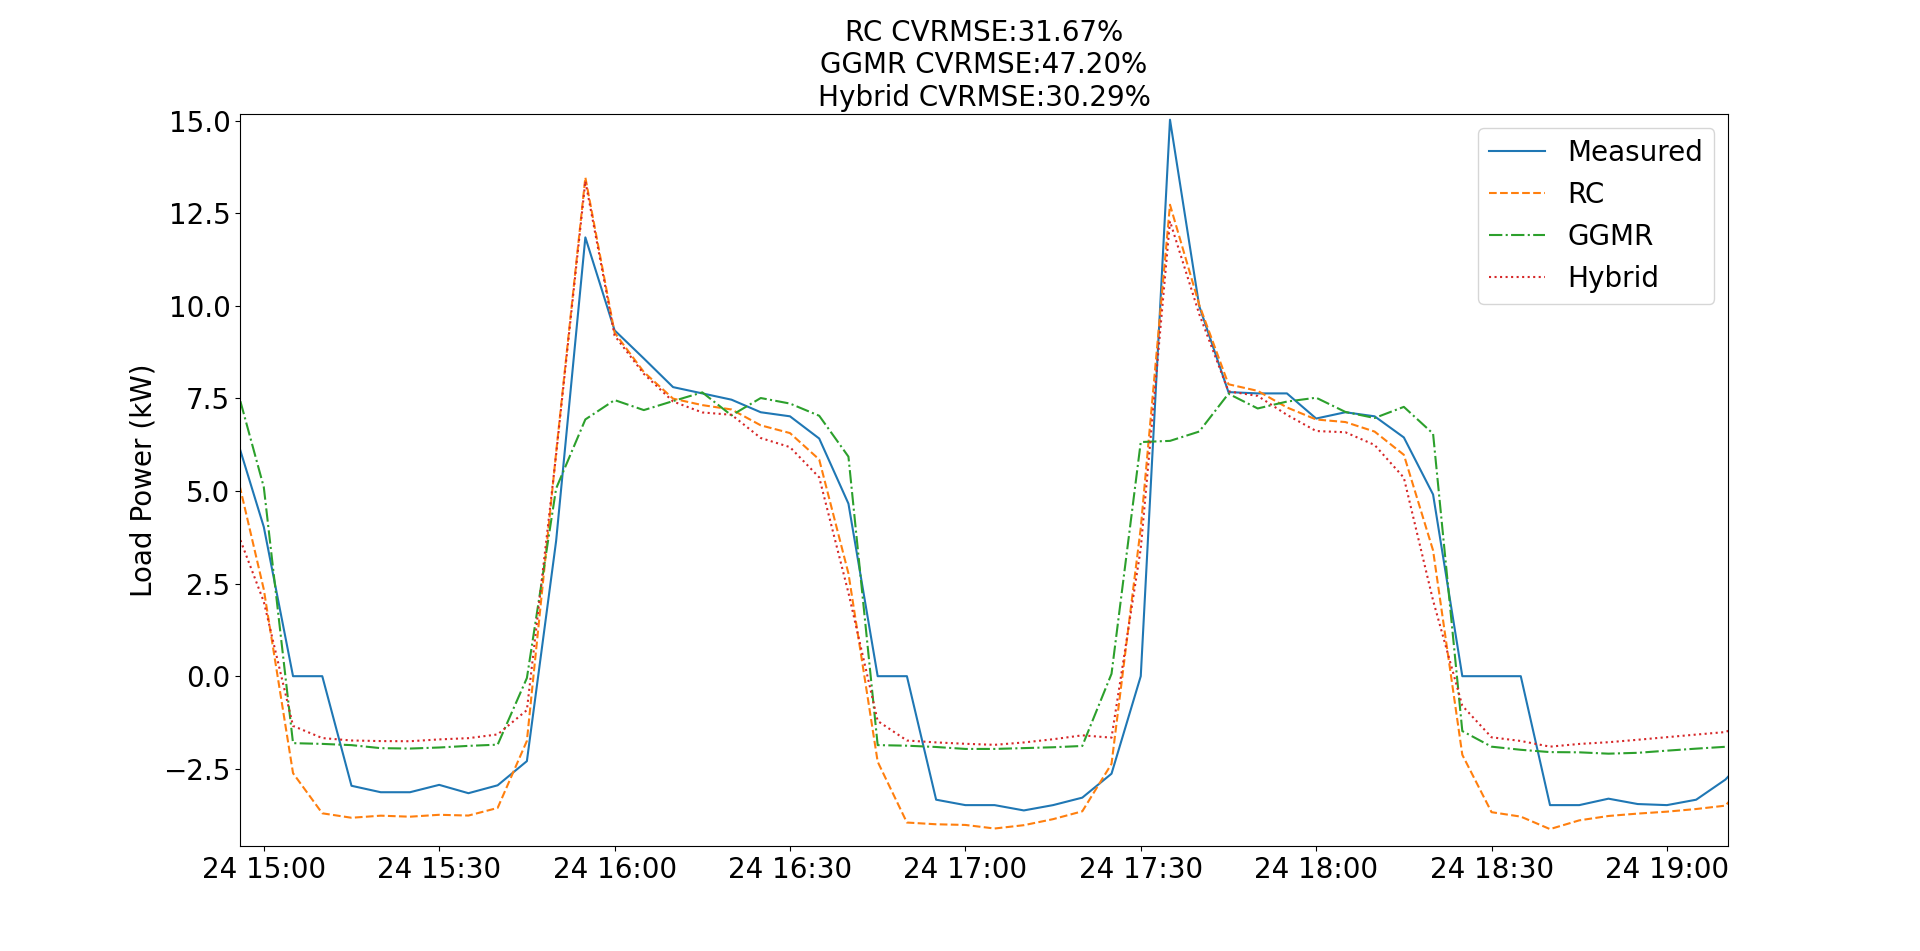 RC CVRMSE:31.67%
GGMR CVRMSE:47.20%
Hybrid CVRMSE:30.29%
15.0
12.5
10.0
7.5
5.0
2.5
0.0
−2.5
Load Power (kW)
Measured
RC
GGMR
Hybrid
24 15:00
24 15:30
24 16:00
24 16:30
24 17:00
24 17:30
24 18:00
24 18:30
24 19:00